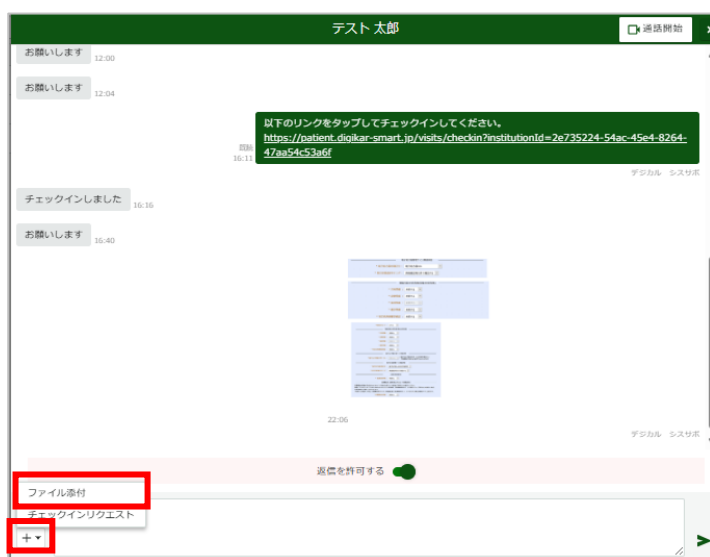 テスト 太郎
通話開始
お願いします 12:00
お願いします 12:04
以下のリンクをタップしてチェックインしてください。
https://patient.digikar-smart.jp/visits/checkin?institutionId=2e735224-54ac-45e4-8264-
47aa54c53a6f
既読
16:11
デジカル シスサポ
チェックインしました 16:16
お願いします 16:40
22:06
デジカル シスサポ
返信を許可する
ファイル添付
チェックインリクエスト
+